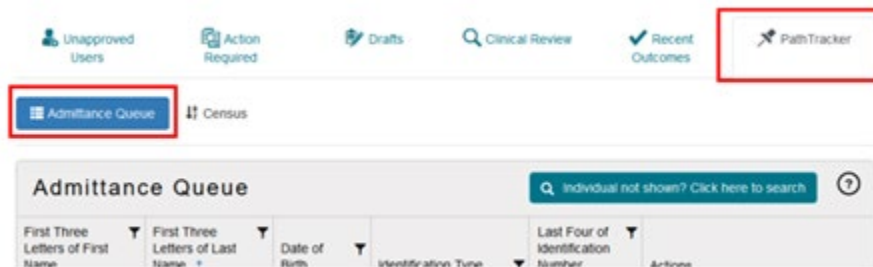 Unapproved Users
Action Required
Drafts
Clinical Review
Recent Outcomes
PathTracker
Admittance Queue
Census
Admittance Queue
Individual not shown? Click here to search
?
First Three Letters of First Name
First Three Letters of Last Name
Date of Birth
Identification Type
Last Four of Identification Number
Actions